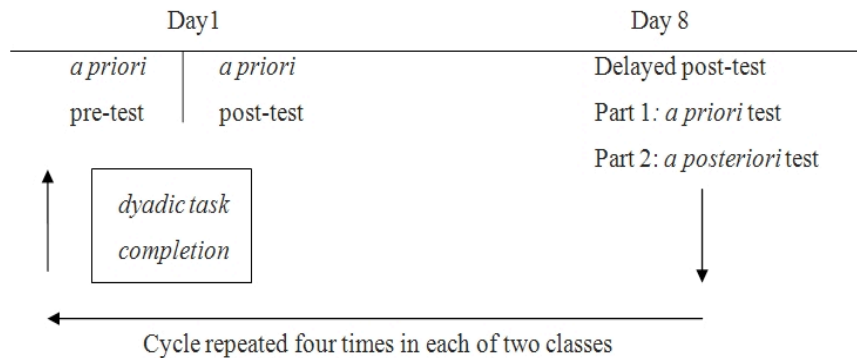 Day1 Day 8
a priori a priori Delayed post-test
pre-test post-test Part 1: a priori test
Part 2: a posteriori test
dyadic task
completion
Cycle repeated four times in each of two classes